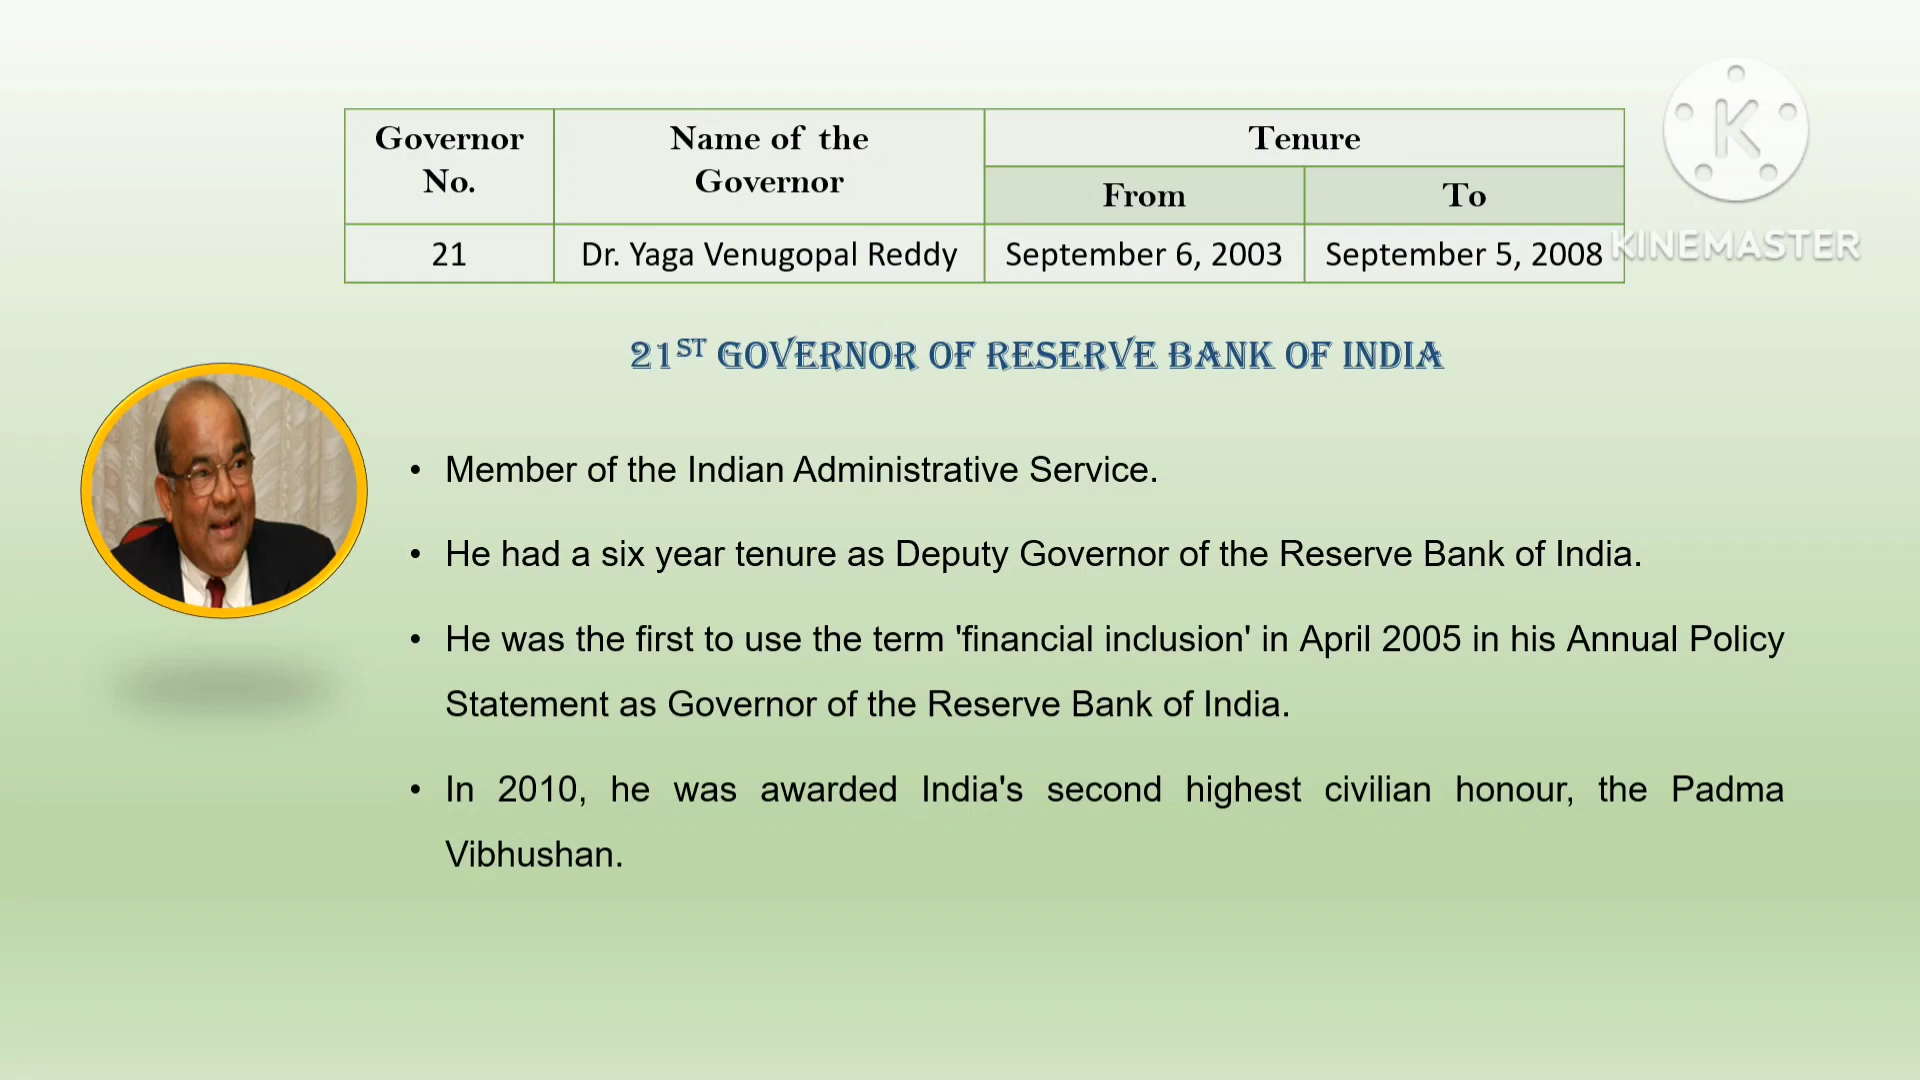 Governor No.
Name of the Governor
Tenure
From
To
21
Dr. Yaga Venugopal Reddy
September 6, 2003
September 5, 2008
K
KINEMASTER
21ST GOVERNOR OF RESERVE BANK OF INDIA
• Member of the Indian Administrative Service.
• He had a six year tenure as Deputy Governor of the Reserve Bank of India.
• He was the first to use the term 'financial inclusion' in April 2005 in his Annual Policy
Statement as Governor of the Reserve Bank of India.
• In 2010, he was awarded India's second highest civilian honour, the Padma
Vibhushan.